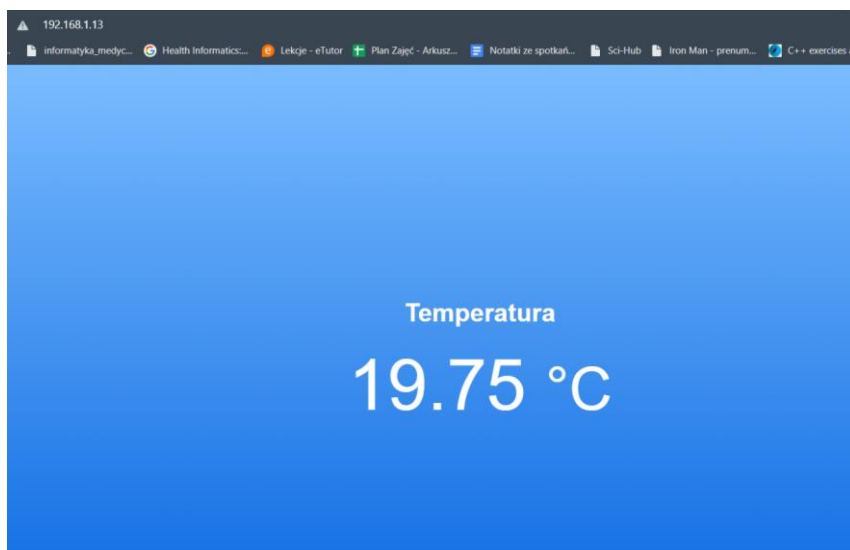 192.168.1.13
informatyka_medyc... Health Informatics:... Lekcje - eTutor Plan Zajęć - Arkusz... Notatki ze spotkań... Sci-Hub Iron Man - prenum... C++ exercises
Temperatura
19.75 °C